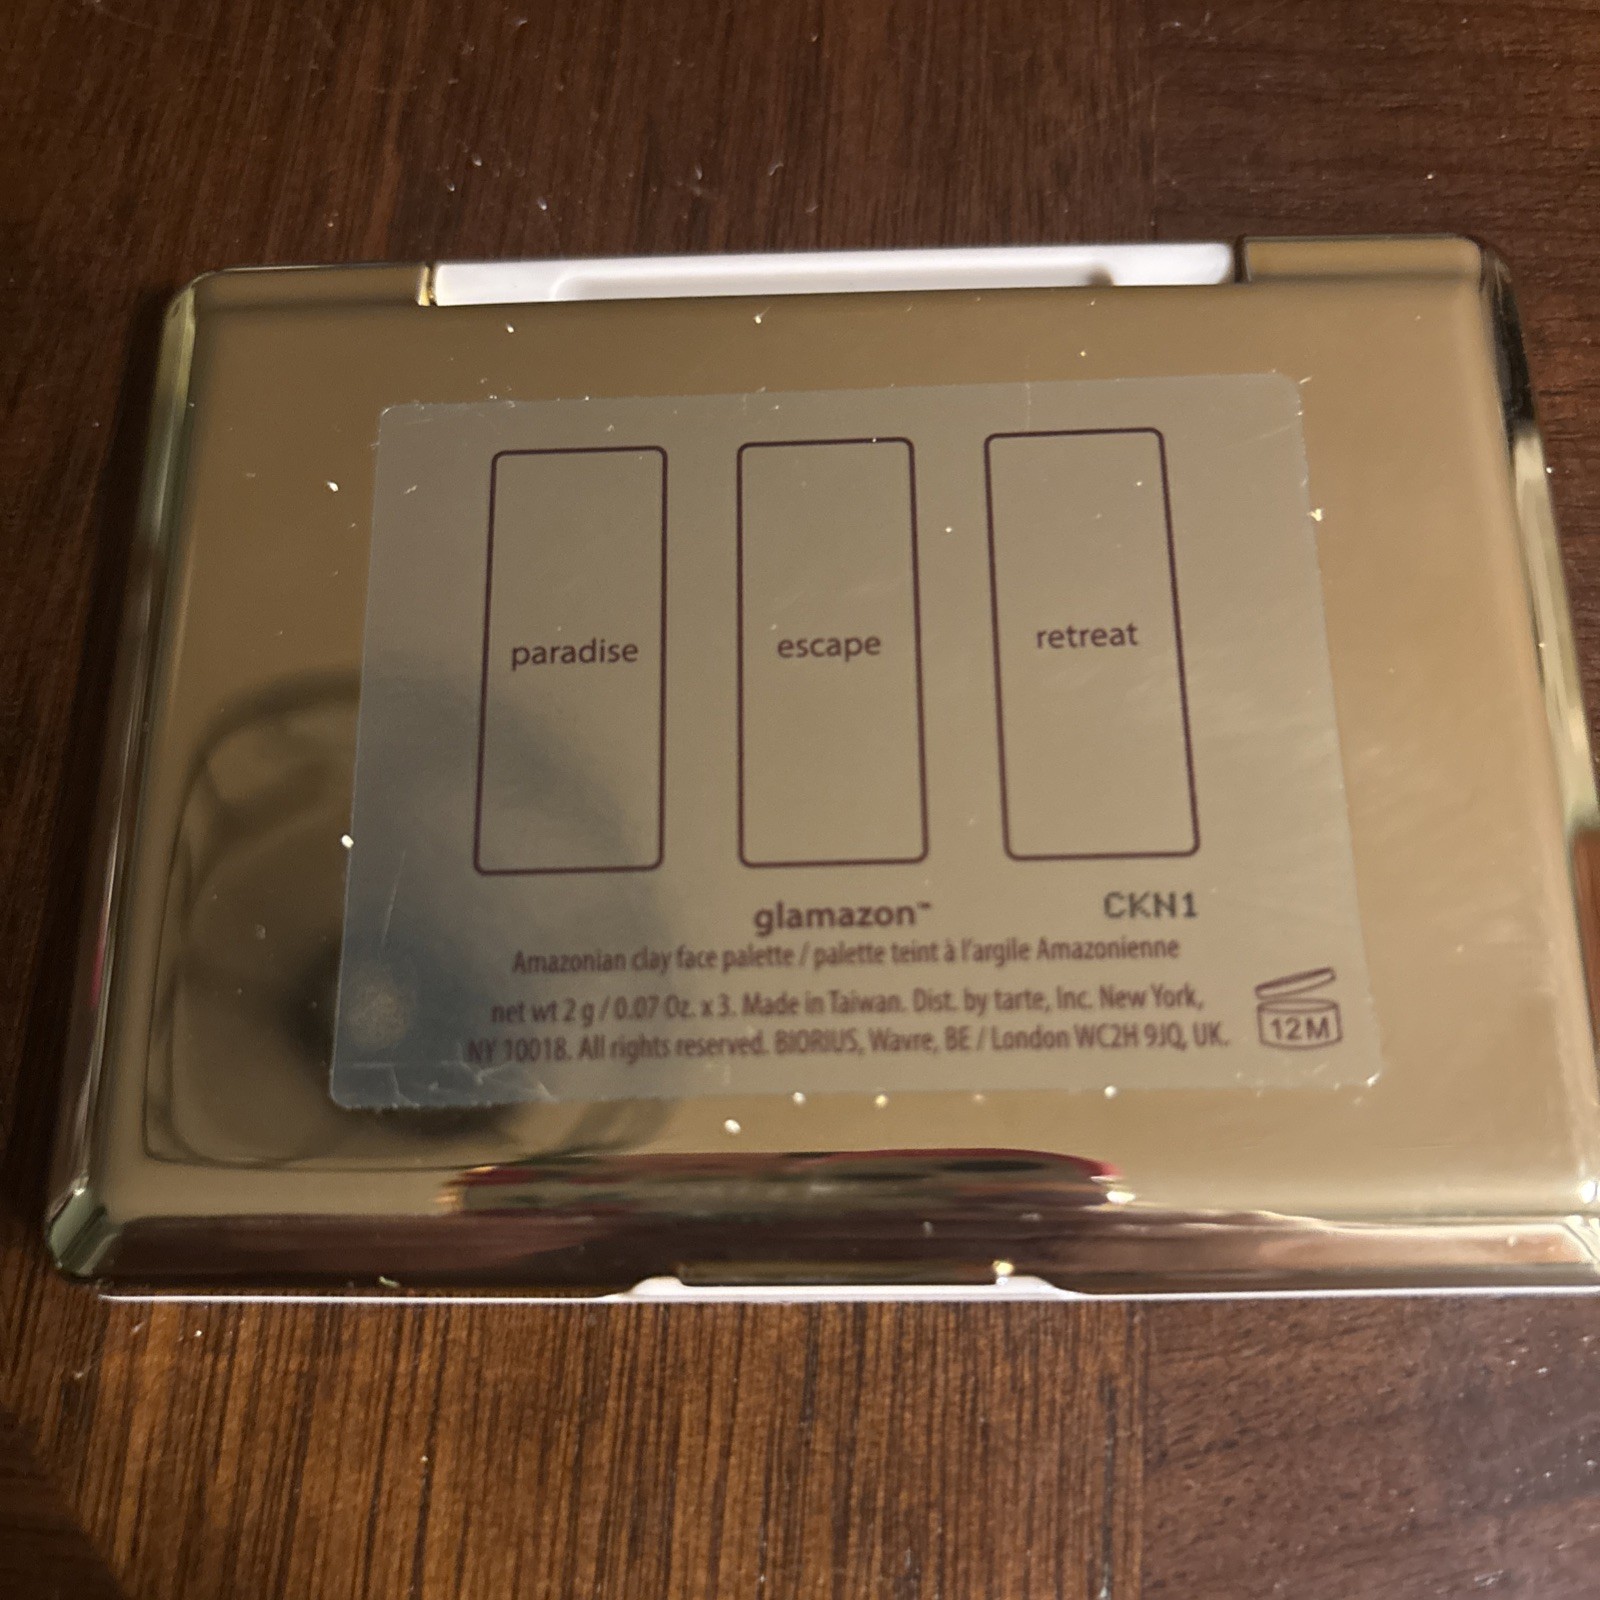 paradise
escape
retreat
glamazon™
CKN1
Amazonian clay face palette / palette teint à l'argile Amazonienne
net wt 2 g / 0.07 Oz. x 3. Made in Taiwan. Dist. by tarte, Inc. New York,
NY 10018. All rights reserved. BIORIUS, Wavre, BE / London WC2H 9JQ, UK.
12M